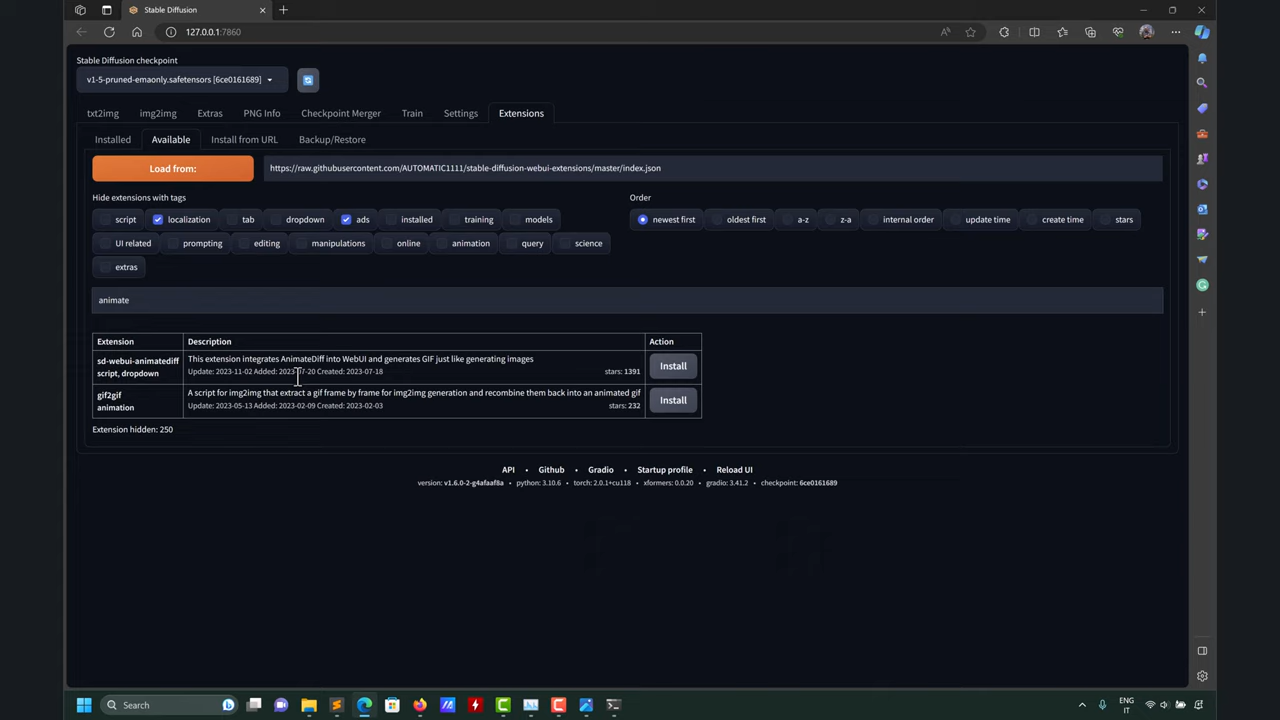 Stable Diffusion
127.0.0.1:7860
Stable Diffusion checkpoint
v1-5-pruned-emaonly.safetensors [6ce0161689]
txt2img img2img Extras PNG Info Checkpoint Merger Train Settings Extensions
Installed Available Install from URL Backup/Restore
Load from: https://raw.githubusercontent.com/AUTOMATIC1111/stable-diffusion-webui-extensions/master/index.json
Hide extensions with tags Order
script localization tab dropdown ads installed training models newest first oldest first a-z z-a internal order update time create time stars
UI related prompting editing manipulations online animation query science
extras
animate
Extension Description Action
sd-webui-animatediff This extension integrates AnimateDiff into WebUI and generates GIF just like generating images Install
script, dropdown Update: 2023-11-02 Added: 2023-07-20 Created: 2023-07-18 stars: 1391
gif2gif A script for img2img that extract a gif frame by frame for img2img generation and recombine them back into an animated gif Install
animation Update: 2023-05-13 Added: 2023-02-09 Created: 2023-02-03 stars: 232
Extension hidden: 250
API • Github • Gradio • Startup profile • Reload UI
version: v1.6.0-2-g4afaaf8a • python: 3.10.6 • torch: 2.0.1+cu118 • xformers: 0.0.20 • gradio: 3.41.2 • checkpoint: 6ce0161689
Search ENG
IT